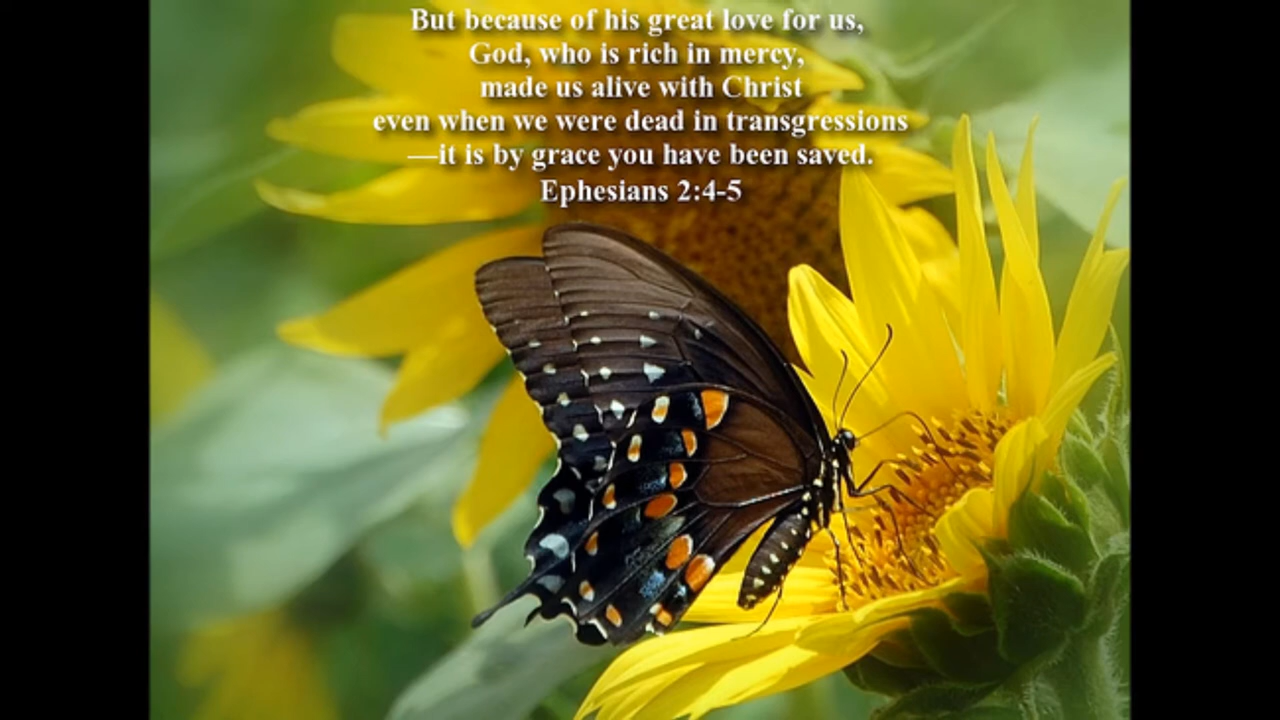 But because of his great love for us,
God, who is rich in mercy,
made us alive with Christ
even when we were dead in transgressions
—it is by grace you have been saved.
Ephesians 2:4-5